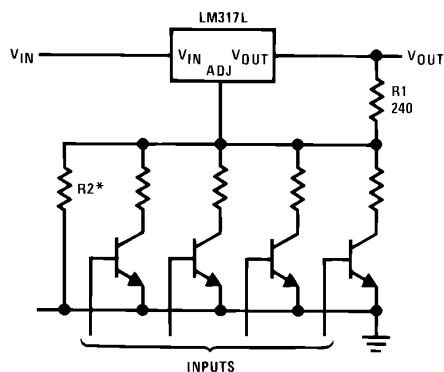 LM317L
VIN
VIN VOUT
ADJ
VOUT
R1
240
R2*
INPUTS